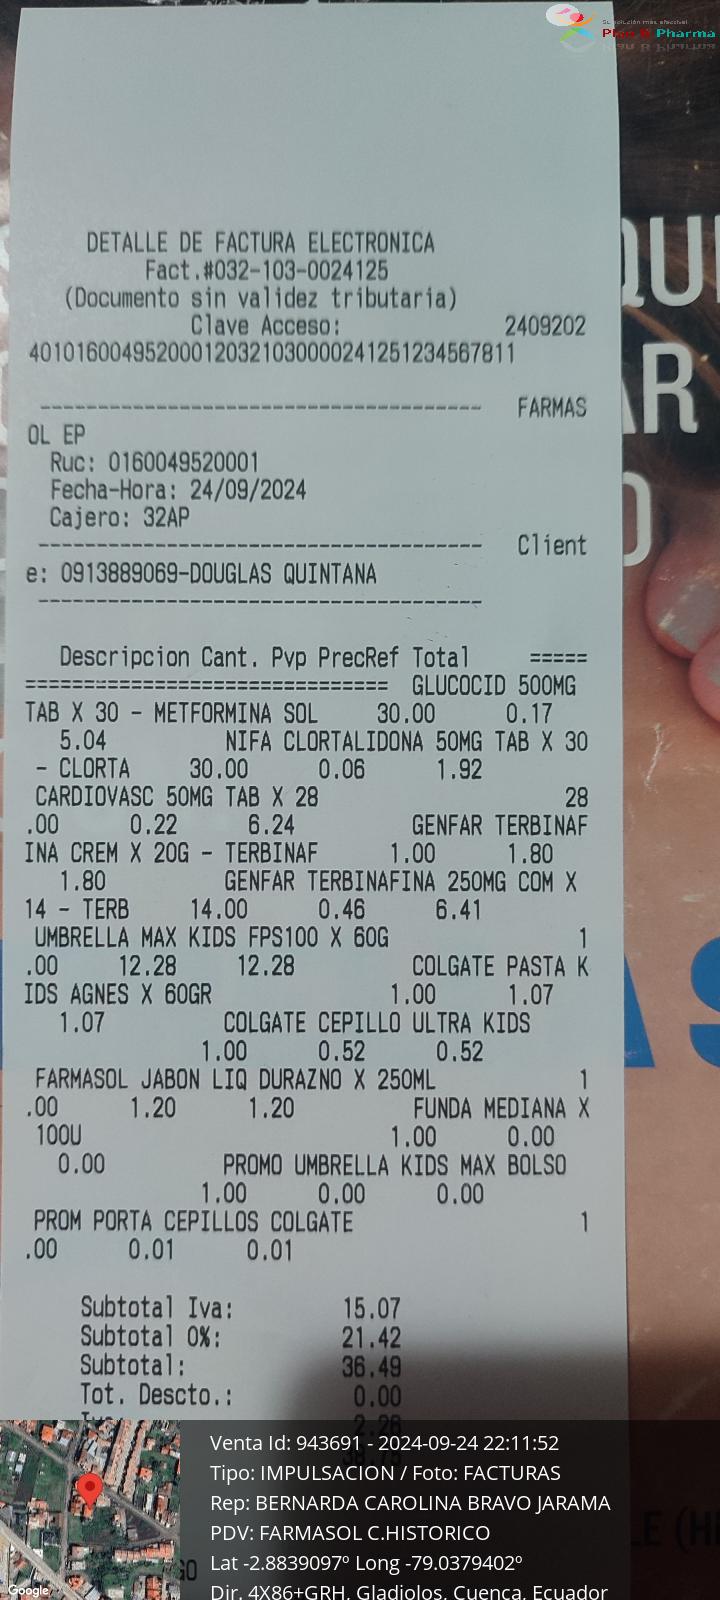 Su solución más efectiva!
Plan B Pharma
DETALLE DE FACTURA ELECTRONICA
Fact.#032-103-0024125
(Documento sin validez tributaria)
Clave Acceso: 2409202
401016004952000120321030000241251234567811
------------------------------------- FARMAS
OL EP
Ruc: 0160049520001
Fecha-Hora: 24/09/2024
Cajero: 32AP
------------------------------------- Client
e: 0913889069-DOUGLAS QUINTANA
-------------------------------------
Descripcion Cant. Pvp PrecRef Total =====
=============================== GLUCOCID 500MG
TAB X 30 - METFORMINA SOL 30.00 0.17
5.04 NIFA CLORTALIDONA 50MG TAB X 30
- CLORTA 30.00 0.06 1.92
CARDIOVASC 50MG TAB X 28 28
.00 0.22 6.24 GENFAR TERBINAF
INA CREM X 20G - TERBINAF 1.00 1.80
1.80 GENFAR TERBINAFINA 250MG COM X
14 - TERB 14.00 0.46 6.41
UMBRELLA MAX KIDS FPS100 X 60G 1
.00 12.28 12.28 COLGATE PASTA K
IDS AGNES X 60GR 1.00 1.07
1.07 COLGATE CEPILLO ULTRA KIDS
1.00 0.52 0.52
FARMASOL JABON LIQ DURAZNO X 250ML 1
.00 1.20 1.20 FUNDA MEDIANA X
100U 1.00 0.00
0.00 PROMO UMBRELLA KIDS MAX BOLSO
1.00 0.00 0.00
PROM PORTA CEPILLOS COLGATE 1
.00 0.01 0.01
Subtotal Iva: 15.07
Subtotal 0%: 21.42
Subtotal: 36.49
Tot. Descto.: 0.00
Iva: 2.26
Venta Id: 943691 - 2024-09-24 22:11:52
Tipo: IMPULSACION / Foto: FACTURAS
Rep: BERNARDA CAROLINA BRAVO JARAMA
PDV: FARMASOL C.HISTORICO
Lat -2.8839097º Long -79.0379402º
Dir. 4X86+GRH, Gladiolos, Cuenca, Ecuador
Google